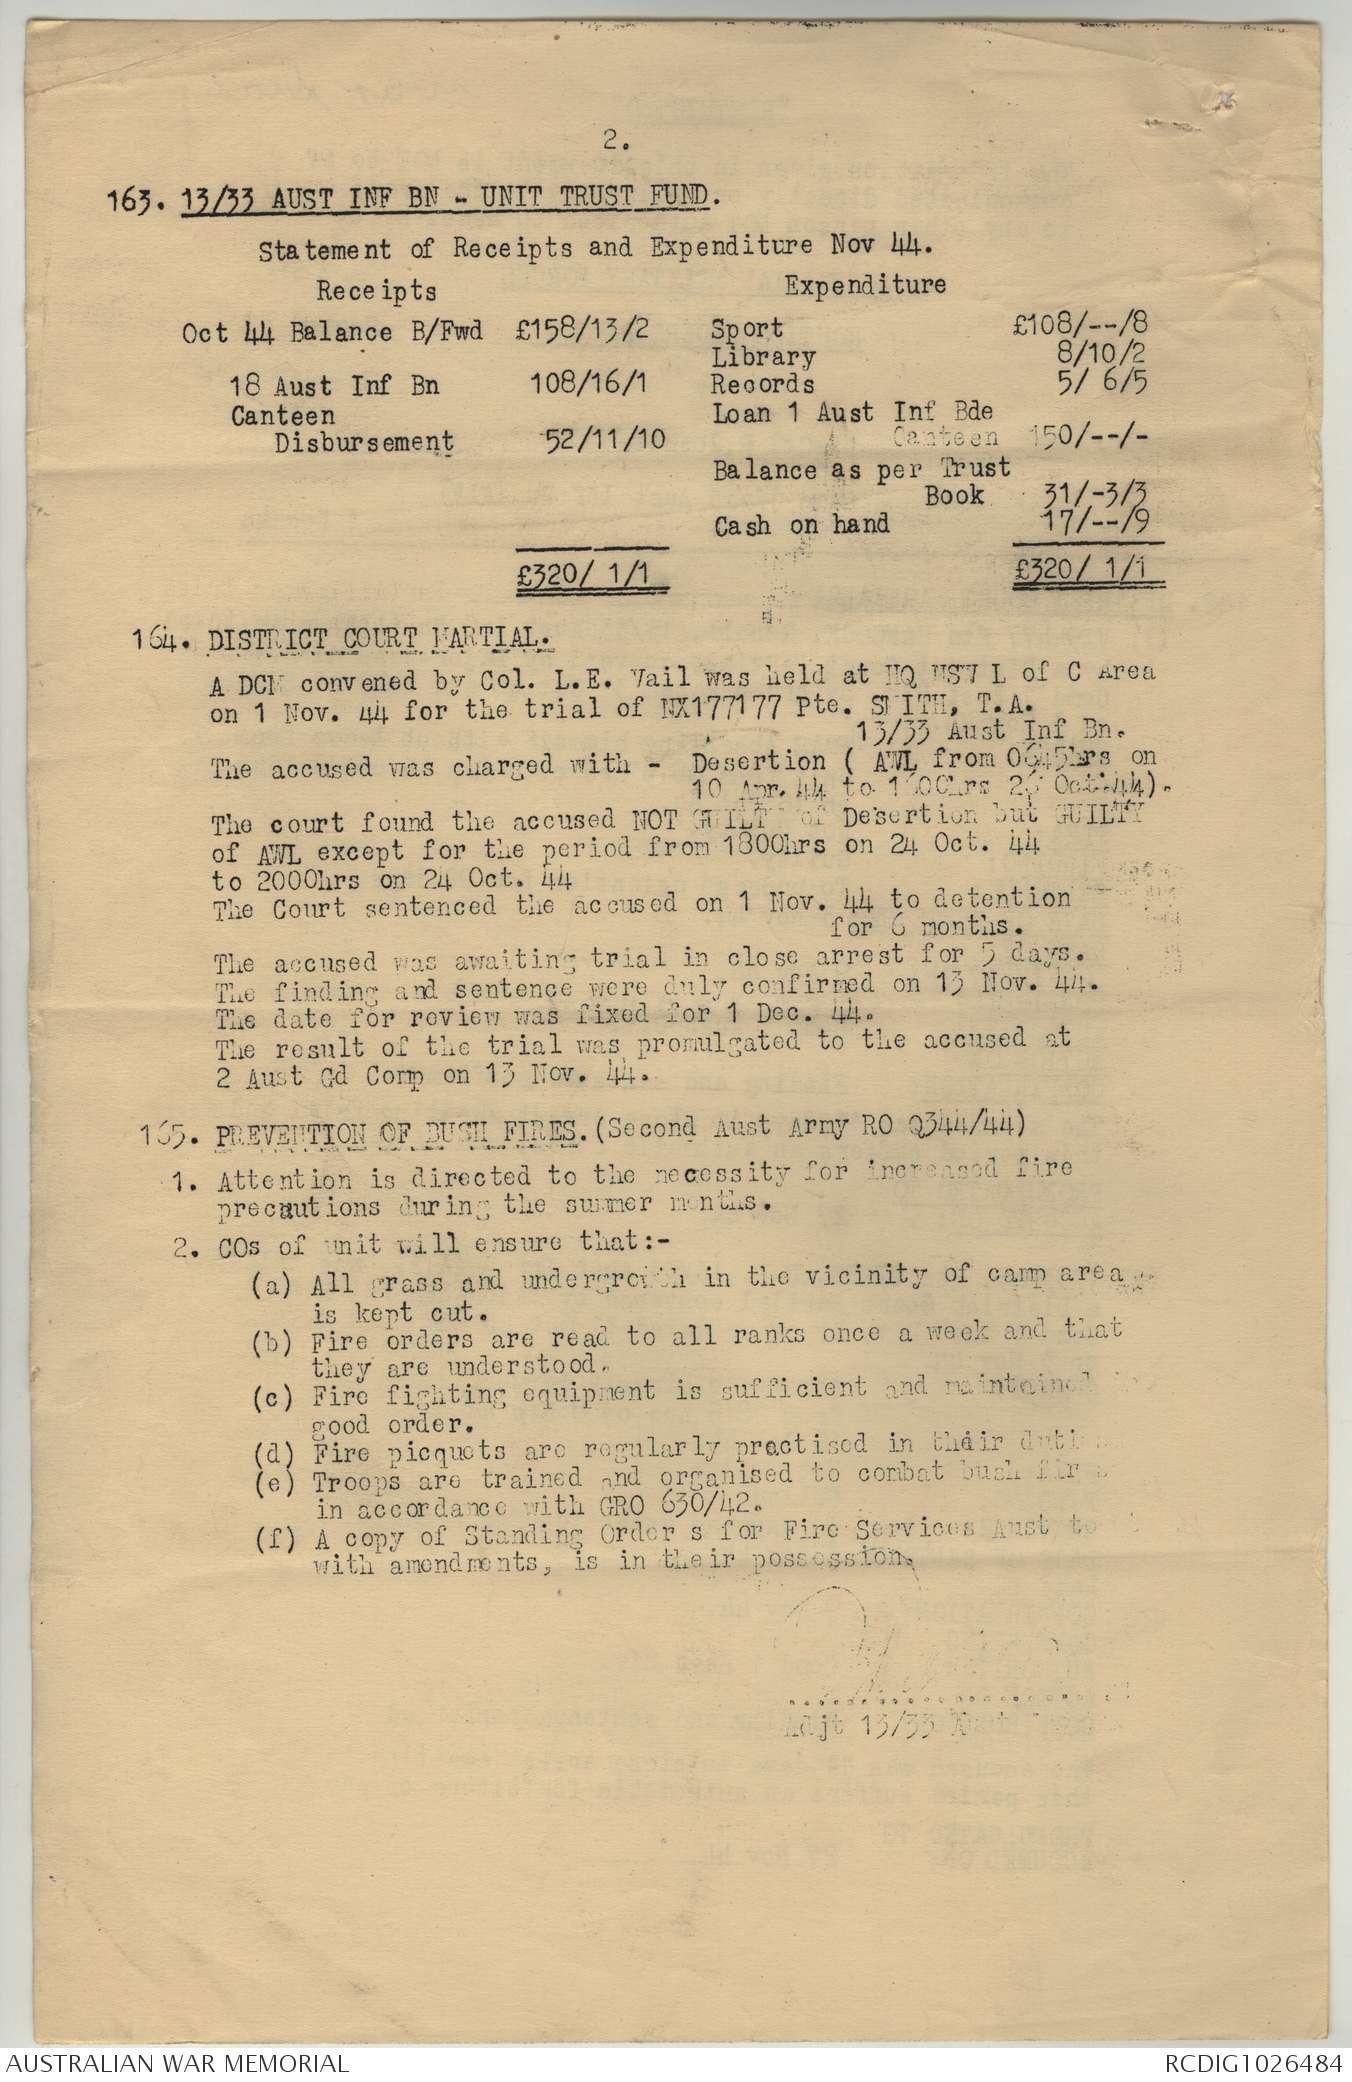 2.
163. 13/33 AUST INF BN - UNIT TRUST FUND.
Statement of Receipts and Expenditure Nov 44.
Receipts Expenditure
Oct 44 Balance B/Fwd £158/13/2 Sport £108/--/8
Library 8/10/2
18 Aust Inf Bn 108/16/1 Records 5/ 6/5
Canteen Loan 1 Aust Inf Bde
Disbursement 52/11/10 Canteen 150/--/-
Balance as per Trust
Book 31/-3/3
Cash on hand 17/--/9
£320/ 1/1 £320/ 1/1
164. DISTRICT COURT MARTIAL.
A DCM convened by Col. L.E. Vail was held at HQ NSW L of C Area
on 1 Nov. 44 for the trial of NX177177 Pte. SMITH, T.A.
13/33 Aust Inf Bn.
The accused was charged with - Desertion ( AWL from 0645hrs on
10 Apr. 44 to Oct. 44).
The court found the accused NOT GUILTY of Desertion but GUILTY
of AWL except for the period from 1800hrs on 24 Oct. 44
to 2000hrs on 24 Oct. 44
The Court sentenced the accused on 1 Nov. 44 to detention
for 6 months.
The accused was awaiting trial in close arrest for 5 days.
The finding and sentence were duly confirmed on 13 Nov. 44.
The date for review was fixed for 1 Dec. 44.
The result of the trial was promulgated to the accused at
2 Aust Gd Comp on 13 Nov. 44.
165. PREVENTION OF BUSH FIRES. (Second Aust Army RO Q344/44)
1. Attention is directed to the necessity for increased fire
precautions during the summer months.
2. COs of unit will ensure that:-
(a) All grass and undergrowth in the vicinity of camp area
is kept cut.
(b) Fire orders are read to all ranks once a week and that
they are understood.
(c) Fire fighting equipment is sufficient and maintained
good order.
(d) Fire picquets are regularly practised in their
(e) Troops are trained and organised to combat bush fires
in accordance with GRO 630/42.
(f) A copy of Standing Order s for Fire Services Aust
with amendments, is in their possession.
Adjt 13/33 Aust
AUSTRALIAN WAR MEMORIAL RCDIG1026484